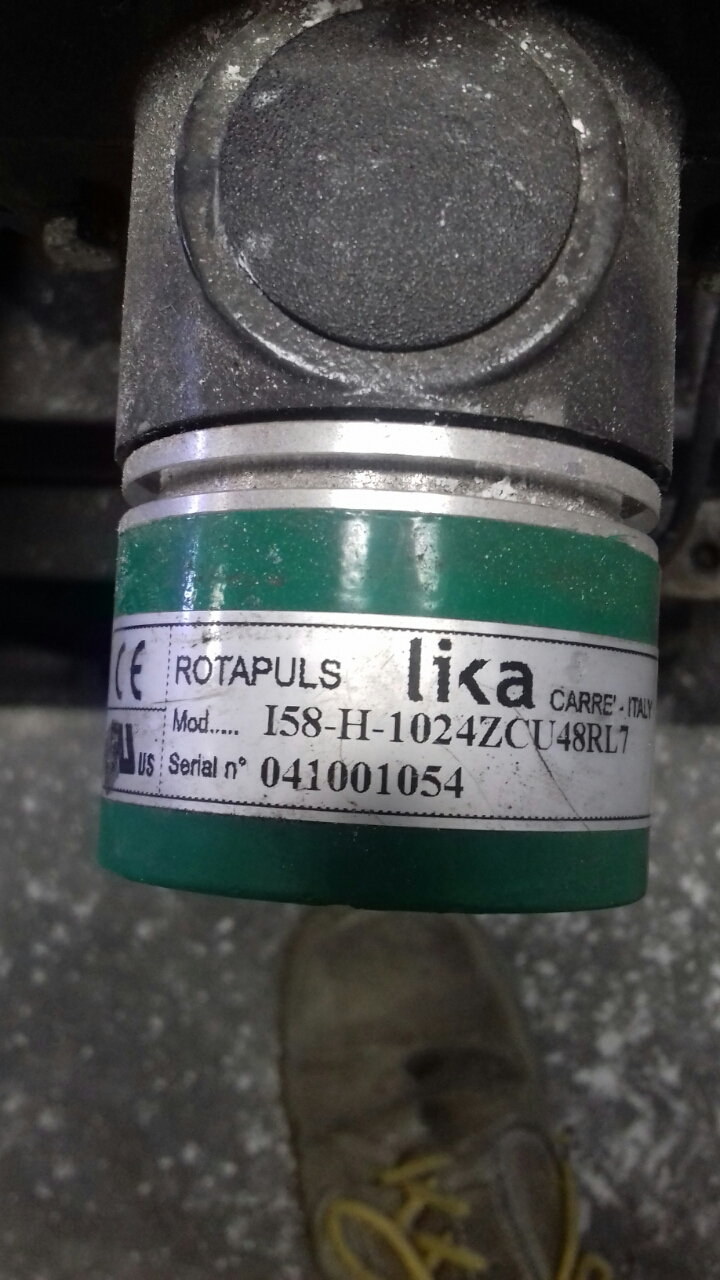 CE
ROTAPULS lika CARRE' - ITALY
Mod..... I58-H-1024ZCU48RL7
US Serial n° 041001054